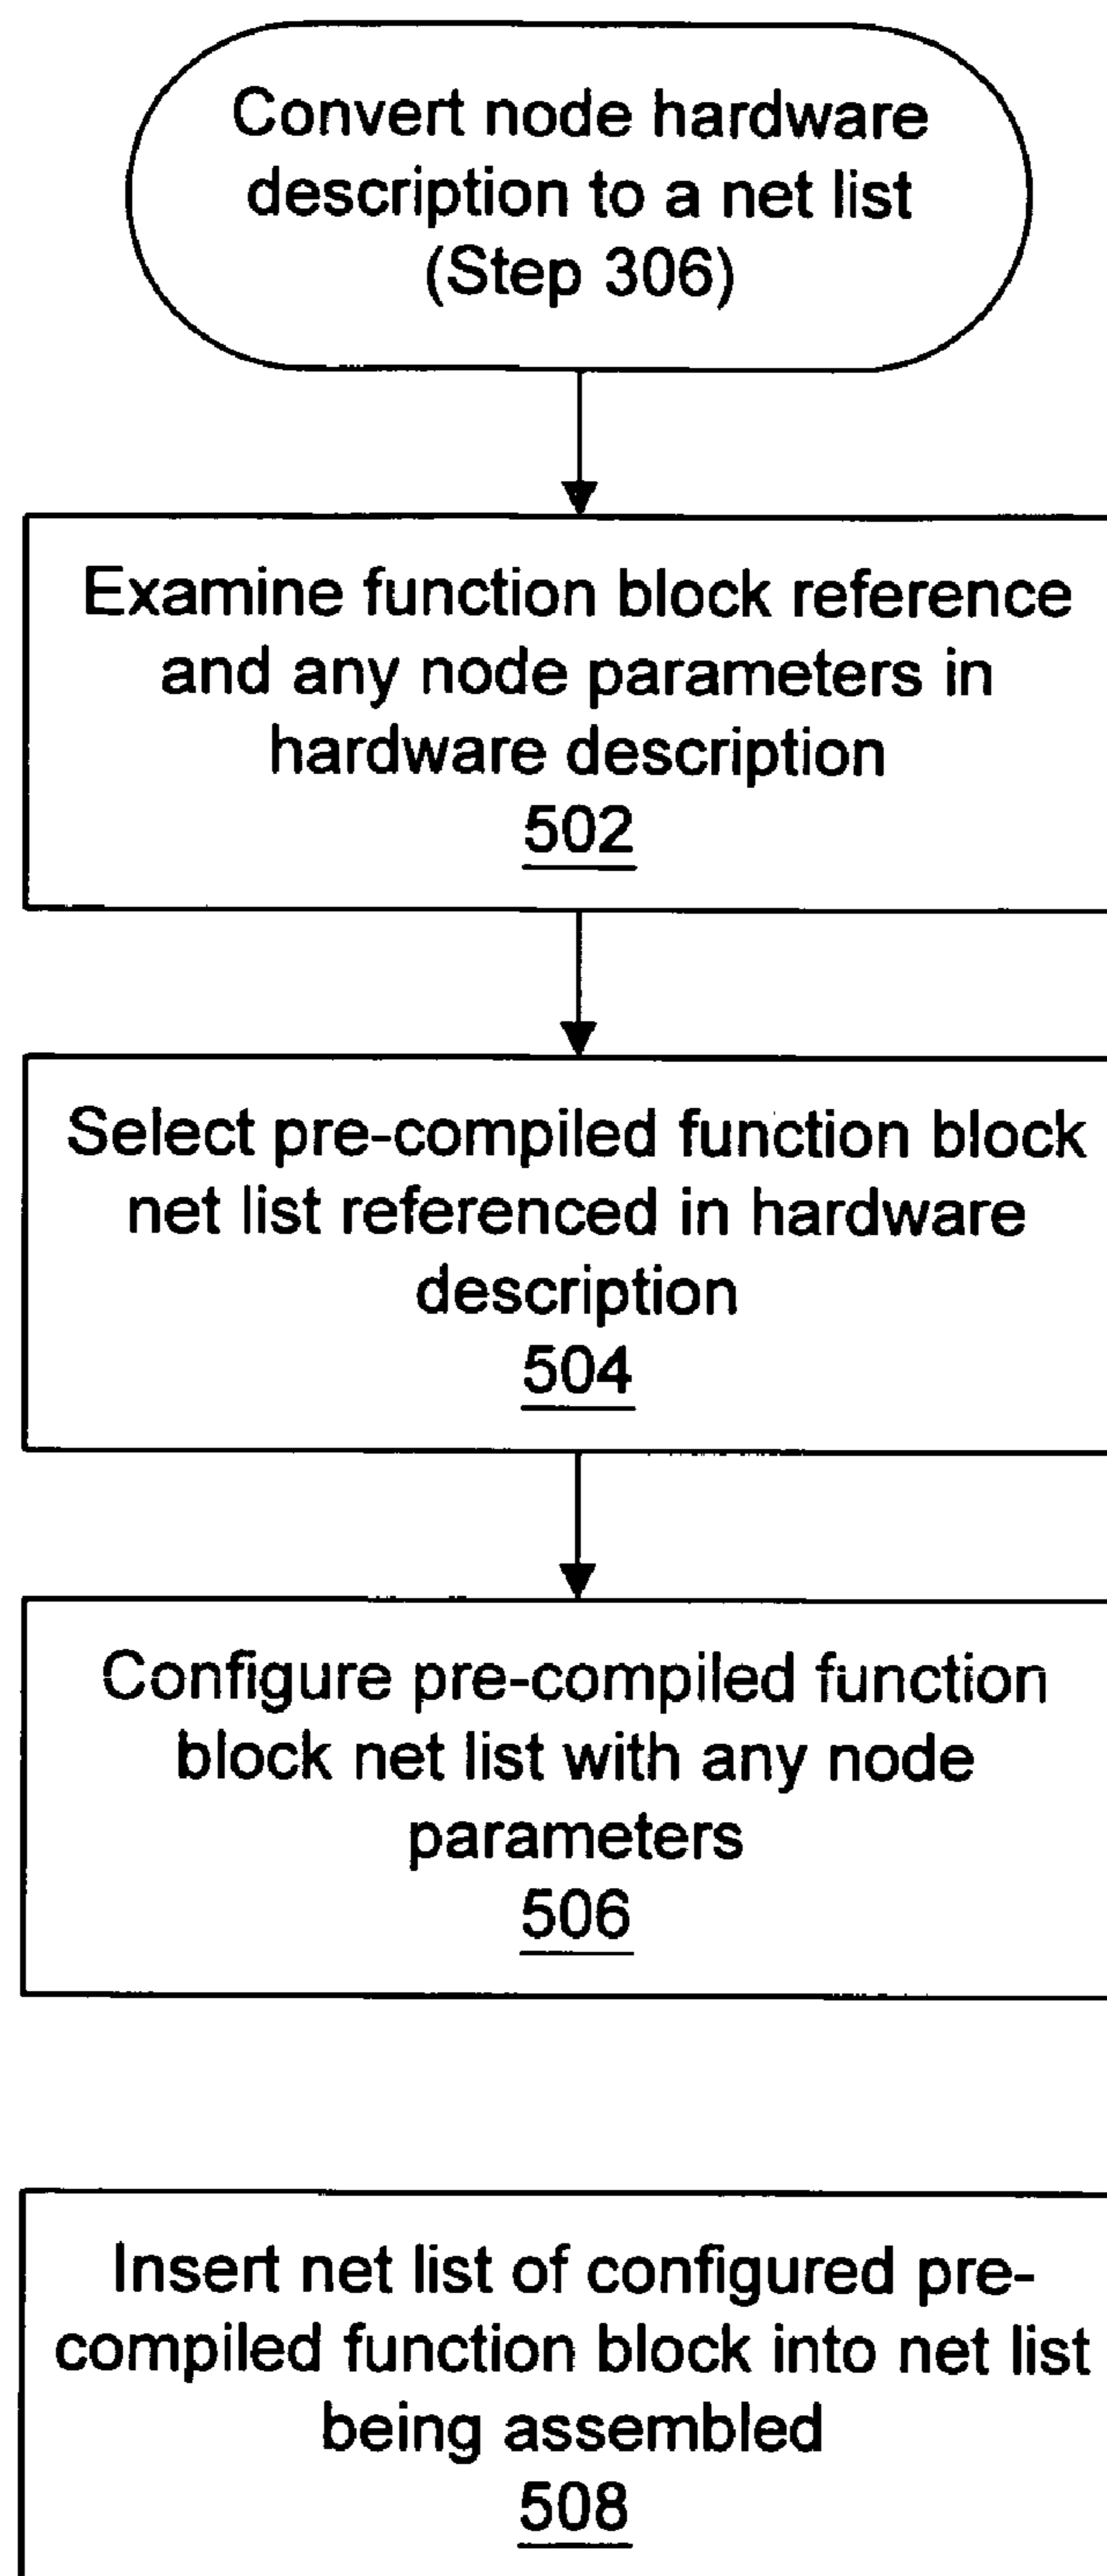 Convert node hardware
description to a net list
(Step 306)
Examine function block reference
and any node parameters in
hardware description
502
Select pre-compiled function block
net list referenced in hardware
description
504
Configure pre-compiled function
block net list with any node
parameters
506
Insert net list of configured pre-
compiled function block into net list
being assembled
508